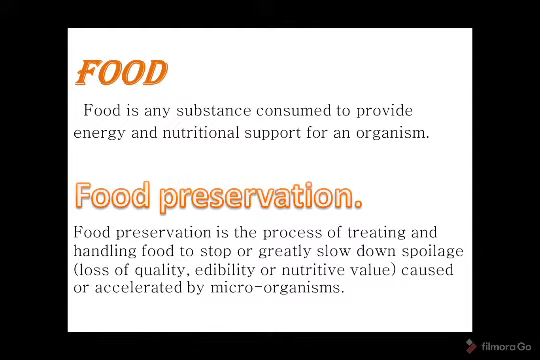 FOOD
Food is any substance consumed to provide
energy and nutritional support for an organism.
Food preservation.
Food preservation is the process of treating and
handling food to stop or greatly slow down spoilage
(loss of quality, edibility or nutritive value) caused
or accelerated by micro-organisms.
filmora Go